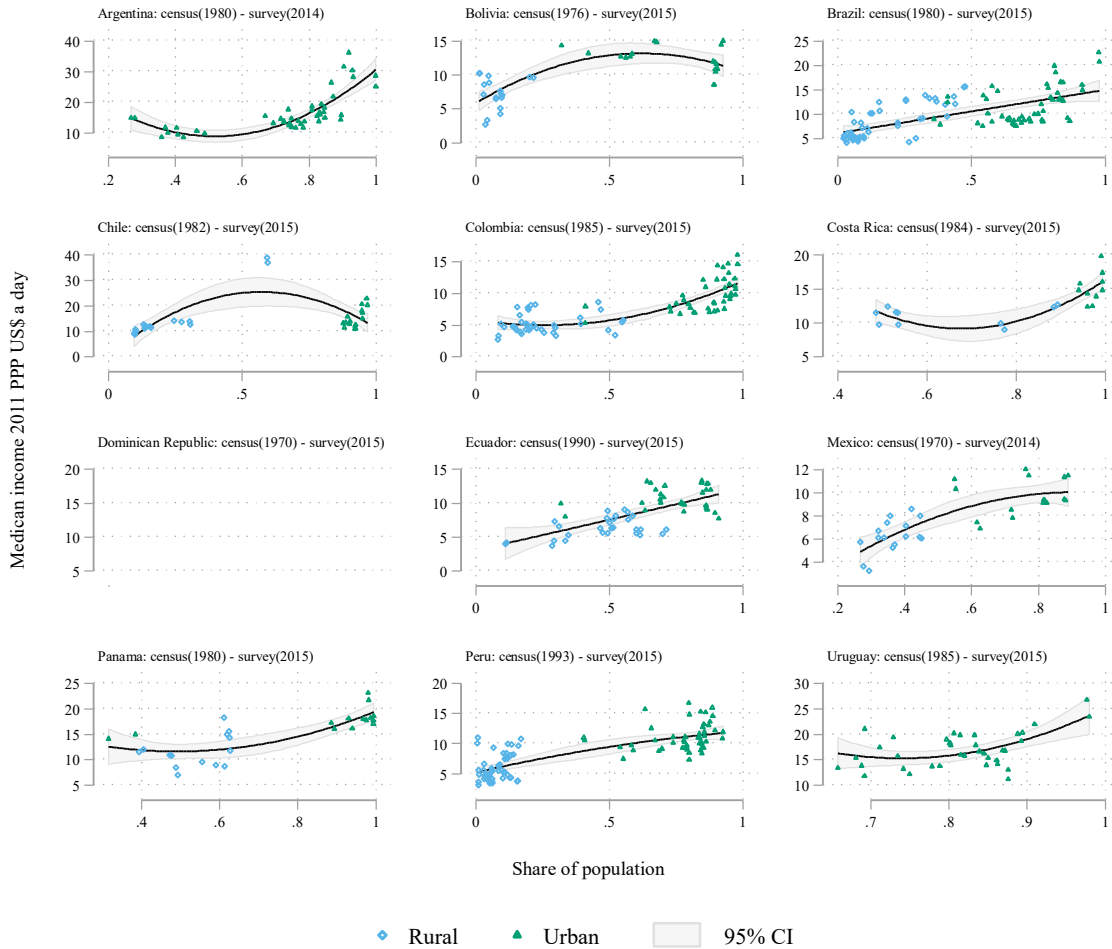 Argentina: census(1980) - survey(2014)
40
30
20
10
.2 .4 .6 .8 1
Bolivia: census(1976) - survey(2015)
15
10
5
0
0 .5 1
Brazil: census(1980) - survey(2015)
25
20
15
10
5
0 .5 1
Chile: census(1982) - survey(2015)
40
30
20
10
0
0 .5 1
Colombia: census(1985) - survey(2015)
15
10
5
0
0 .5 1
Costa Rica: census(1984) - survey(2015)
20
15
10
5
.4 .6 .8 1
Dominican Republic: census(1970) - survey(2015)
20
15
10
5
Ecuador: census(1990) - survey(2015)
15
10
5
0
0 .5 1
Mexico: census(1970) - survey(2014)
12
10
8
6
4
0.2 .4 .6 .8 1
Panama: census(1980) - survey(2015)
25
20
15
10
5
.4 .6 .8 1
Peru: census(1993) - survey(2015)
20
15
10
5
0 .5 1
Uruguay: census(1985) - survey(2015)
30
25
20
15
10
.7 .8 .9 1
Medican income 2011 PPP US$ a day
Share of population
Rural Urban 95% CI